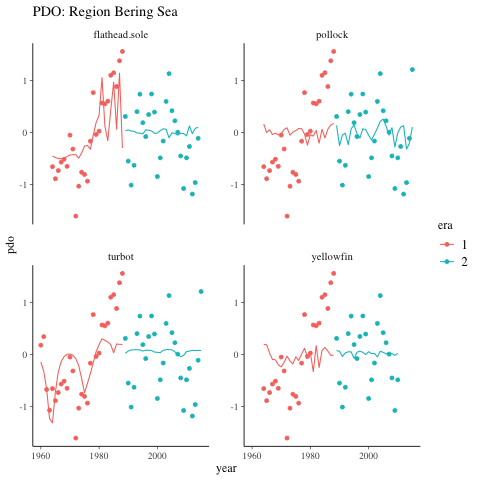 PDO: Region Bering Sea
flathead.sole
pollock
1
0
-1
turbot
yellowfin
1
0
-1
1960
1980
2000
1960
1980
2000
pdo
year
era
1
2